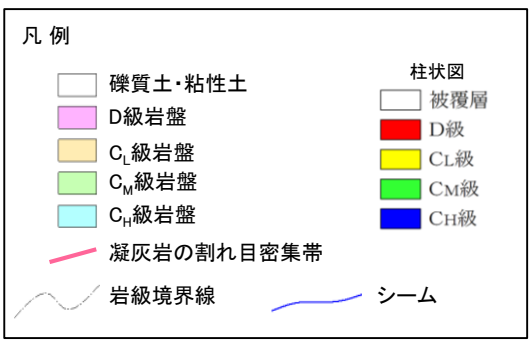 凡 例
礫質土・粘性土
D級岩盤
CL級岩盤
CM級岩盤
CH級岩盤
凝灰岩の割れ目密集帯
岩級境界線
シーム
柱状図
被覆層
D級
CL級
CM級
CH級